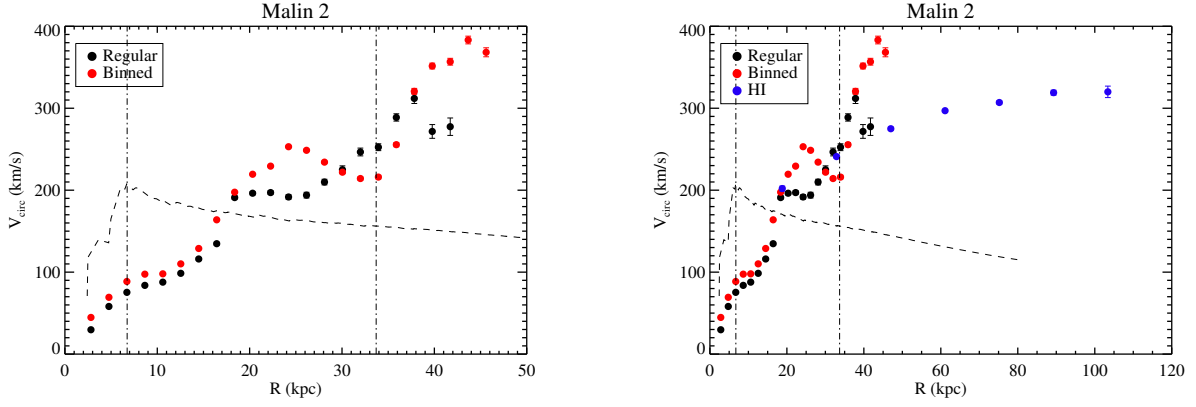 Malin 2
400
300
200
100
0
V_circ (km/s)
Regular
Binned
0 10 20 30 40 50
R (kpc)
Malin 2
400
300
200
100
0
V_circ (km/s)
Regular
Binned
HI
0 20 40 60 80 100 120
R (kpc)